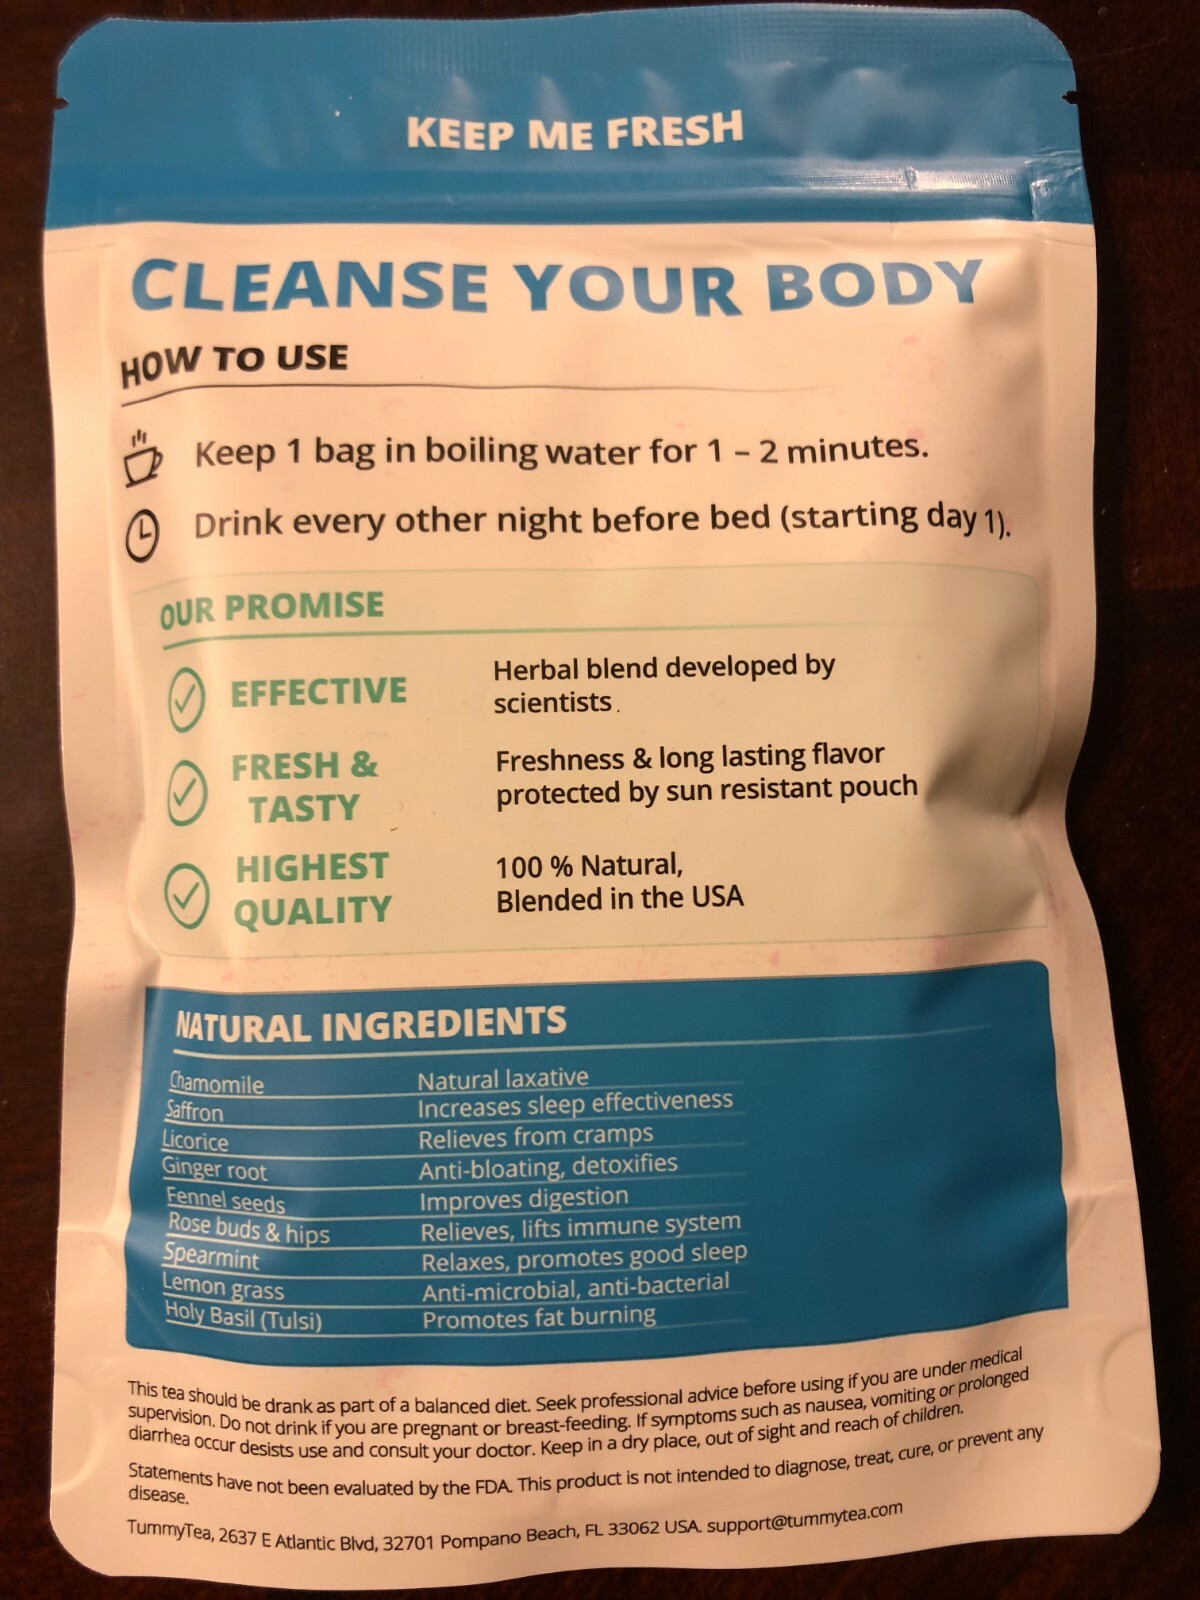 KEEP ME FRESH
CLEANSE YOUR BODY
HOW TO USE
Keep 1 bag in boiling water for 1 – 2 minutes.
Drink every other night before bed (starting day 1).
OUR PROMISE
EFFECTIVE
Herbal blend developed by
scientists.
FRESH &
TASTY
Freshness & long lasting flavor
protected by sun resistant pouch
HIGHEST
QUALITY
100 % Natural,
Blended in the USA
NATURAL INGREDIENTS
Chamomile Natural laxative
Saffron Increases sleep effectiveness
Licorice Relieves from cramps
Ginger root Anti-bloating, detoxifies
Fennel seeds Improves digestion
Rose buds & hips Relieves, lifts immune system
Spearmint Relaxes, promotes good sleep
Lemon grass Anti-microbial, anti-bacterial
Holy Basil (Tulsi) Promotes fat burning
This tea should be drank as part of a balanced diet. Seek professional advice before using if you are under medical
supervision. Do not drink if you are pregnant or breast-feeding. If symptoms such as nausea, vomiting or prolonged
diarrhea occur desists use and consult your doctor. Keep in a dry place, out of sight and reach of children.
Statements have not been evaluated by the FDA. This product is not intended to diagnose, treat, cure, or prevent any
disease.
TummyTea, 2637 E Atlantic Blvd, 32701 Pompano Beach, FL 33062 USA. support@tummytea.com